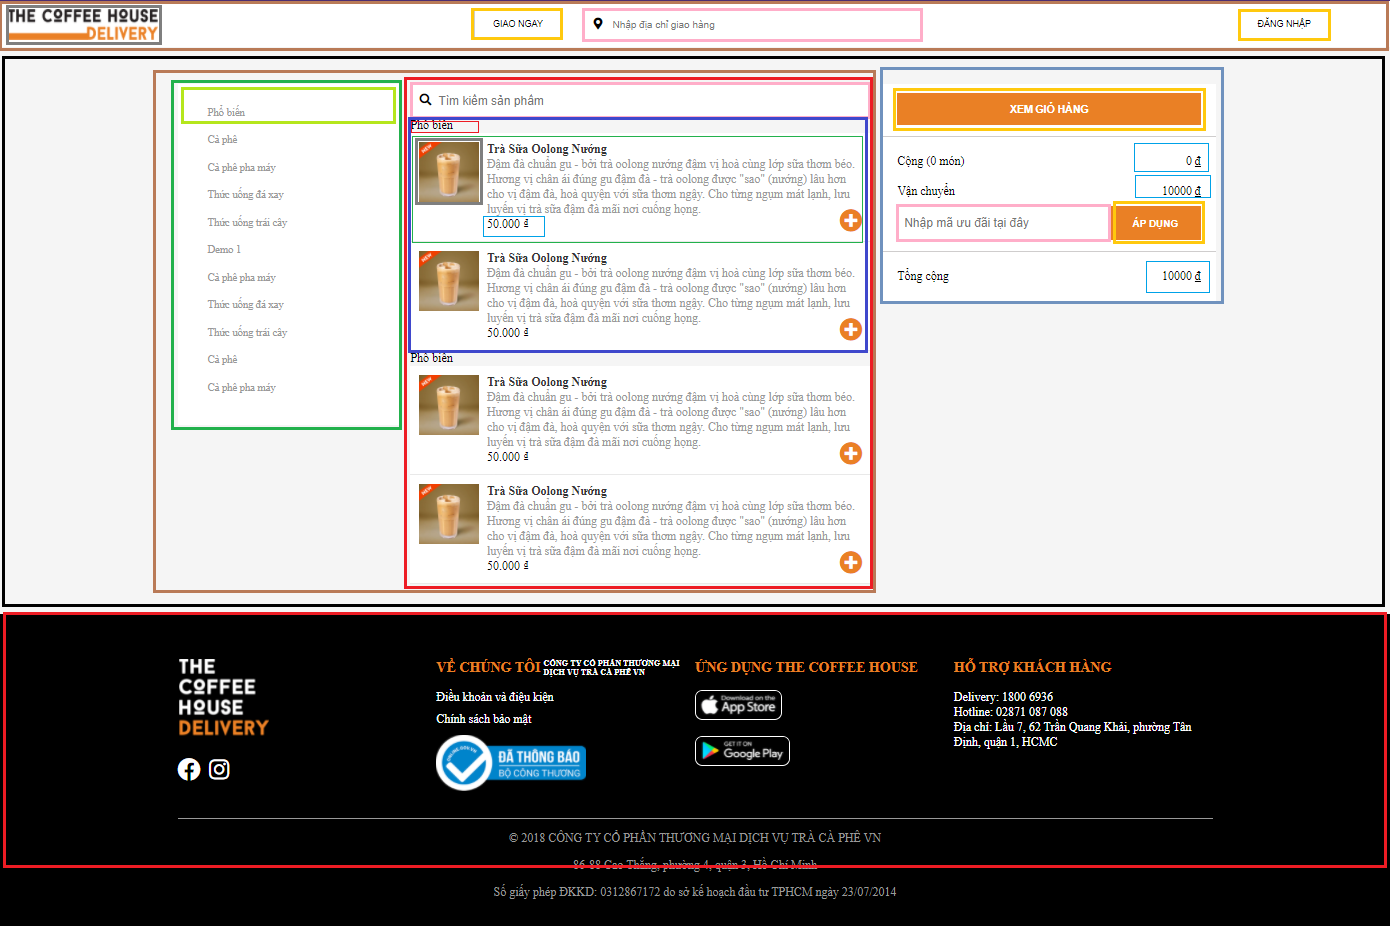 THE COFFEE HOUSE
DELIVERY
GIAO NGAY
Nhập địa chỉ giao hàng
ĐĂNG NHẬP
Phổ biến
Cà phê
Cà phê pha máy
Thức uống đá xay
Thức uống trái cây
Demo 1
Cà phê pha máy
Thức uống đá xay
Thức uống trái cây
Cà phê
Cà phê pha máy
Tìm kiếm sản phẩm
Phổ biến
NEW
Trà Sữa Oolong Nướng
Đậm đà chuẩn gu - bởi trà oolong nướng đậm vị hoà cùng lớp sữa thơm béo.
Hương vị chân ái đúng gu đậm đà - trà oolong được "sao" (nướng) lâu hơn
cho vị đậm đà, hoà quyện với sữa thơm ngậy. Cho từng ngụm mát lạnh, lưu
luyến vị trà sữa đậm đà mãi nơi cuống họng.
50.000 ₫
NEW
Trà Sữa Oolong Nướng
Đậm đà chuẩn gu - bởi trà oolong nướng đậm vị hoà cùng lớp sữa thơm béo.
Hương vị chân ái đúng gu đậm đà - trà oolong được "sao" (nướng) lâu hơn
cho vị đậm đà, hoà quyện với sữa thơm ngậy. Cho từng ngụm mát lạnh, lưu
luyến vị trà sữa đậm đà mãi nơi cuống họng.
50.000 ₫
Phổ biến
NEW
Trà Sữa Oolong Nướng
Đậm đà chuẩn gu - bởi trà oolong nướng đậm vị hoà cùng lớp sữa thơm béo.
Hương vị chân ái đúng gu đậm đà - trà oolong được "sao" (nướng) lâu hơn
cho vị đậm đà, hoà quyện với sữa thơm ngậy. Cho từng ngụm mát lạnh, lưu
luyến vị trà sữa đậm đà mãi nơi cuống họng.
50.000 ₫
NEW
Trà Sữa Oolong Nướng
Đậm đà chuẩn gu - bởi trà oolong nướng đậm vị hoà cùng lớp sữa thơm béo.
Hương vị chân ái đúng gu đậm đà - trà oolong được "sao" (nướng) lâu hơn
cho vị đậm đà, hoà quyện với sữa thơm ngậy. Cho từng ngụm mát lạnh, lưu
luyến vị trà sữa đậm đà mãi nơi cuống họng.
50.000 ₫
XEM GIỎ HÀNG
Cộng (0 món) 0 ₫
Vận chuyển 10000 ₫
Nhập mã ưu đãi tại đây ÁP DỤNG
Tổng cộng 10000 ₫
THE
COFFEE
HOUSE
DELIVERY
VỀ CHÚNG TÔI
CÔNG TY CỔ PHẦN THƯƠNG MẠI
DỊCH VỤ TRÀ CÀ PHÊ VN
Điều khoản và điệu kiện
Chính sách bảo mật
ONLINE.GOV.VN
ĐÃ THÔNG BÁO
BỘ CÔNG THƯƠNG
ỨNG DỤNG THE COFFEE HOUSE
Download on the
App Store
GET IT ON
Google Play
HỖ TRỢ KHÁCH HÀNG
Delivery: 1800 6936
Hotline: 02871 087 088
Địa chỉ: Lầu 7, 62 Trần Quang Khải, phường Tân
Định, quận 1, HCMC
© 2018 CÔNG TY CỔ PHẦN THƯƠNG MẠI DỊCH VỤ TRÀ CÀ PHÊ VN
86-88 Cao Thắng, phường 4, quận 3, Hồ Chí Minh
Số giấy phép ĐKKD: 0312867172 do sở kế hoạch đầu tư TPHCM ngày 23/07/2014